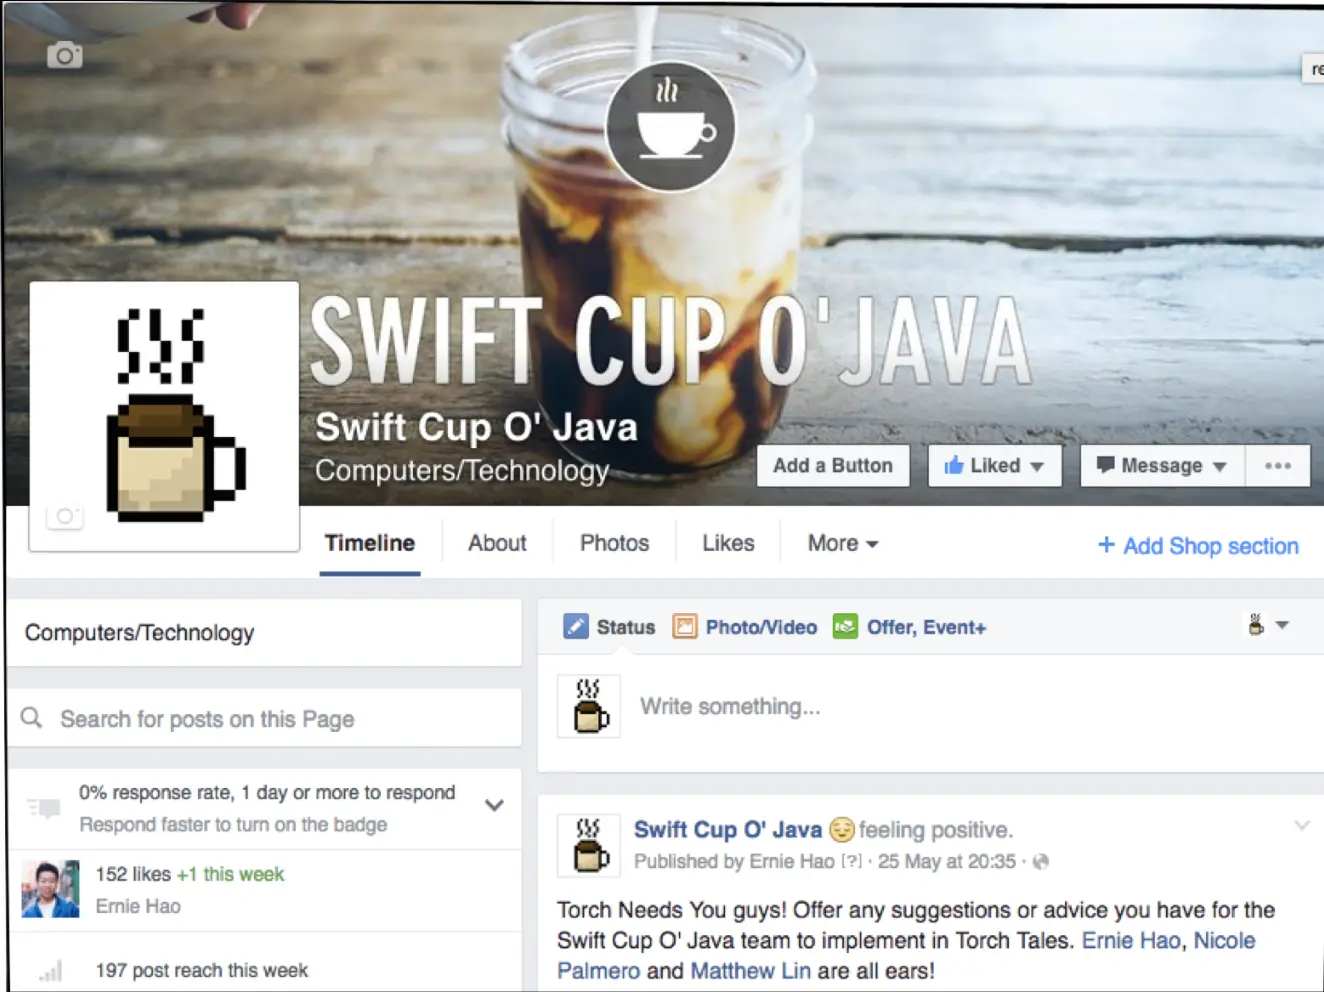 re
SWIFT CUP O' JAVA
Swift Cup O' Java
Computers/Technology
Add a Button
Liked
Message
Timeline
About
Photos
Likes
More
+ Add Shop section
Computers/Technology
Search for posts on this Page
0% response rate, 1 day or more to respond
Respond faster to turn on the badge
152 likes +1 this week
Ernie Hao
197 post reach this week
Status
Photo/Video
Offer, Event+
Write something...
Swift Cup O' Java feeling positive.
Published by Ernie Hao [?] · 25 May at 20:35 ·
Torch Needs You guys! Offer any suggestions or advice you have for the
Swift Cup O' Java team to implement in Torch Tales. Ernie Hao, Nicole
Palmero and Matthew Lin are all ears!